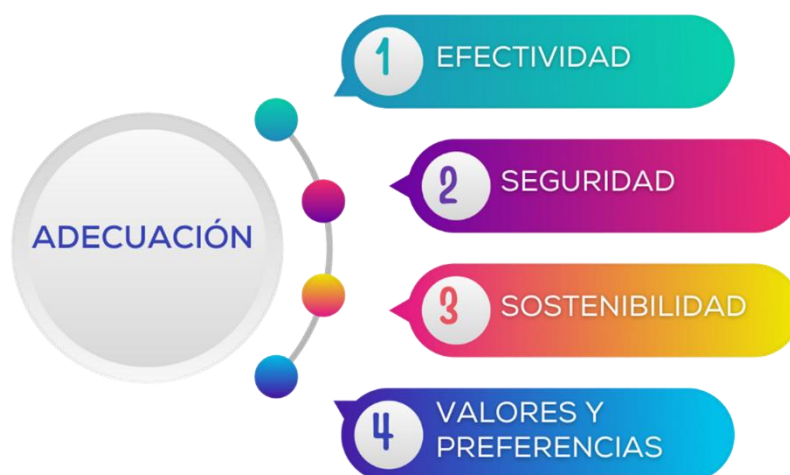 ADECUACIÓN
1 EFECTIVIDAD
2 SEGURIDAD
3 SOSTENIBILIDAD
4 VALORES Y
PREFERENCIAS